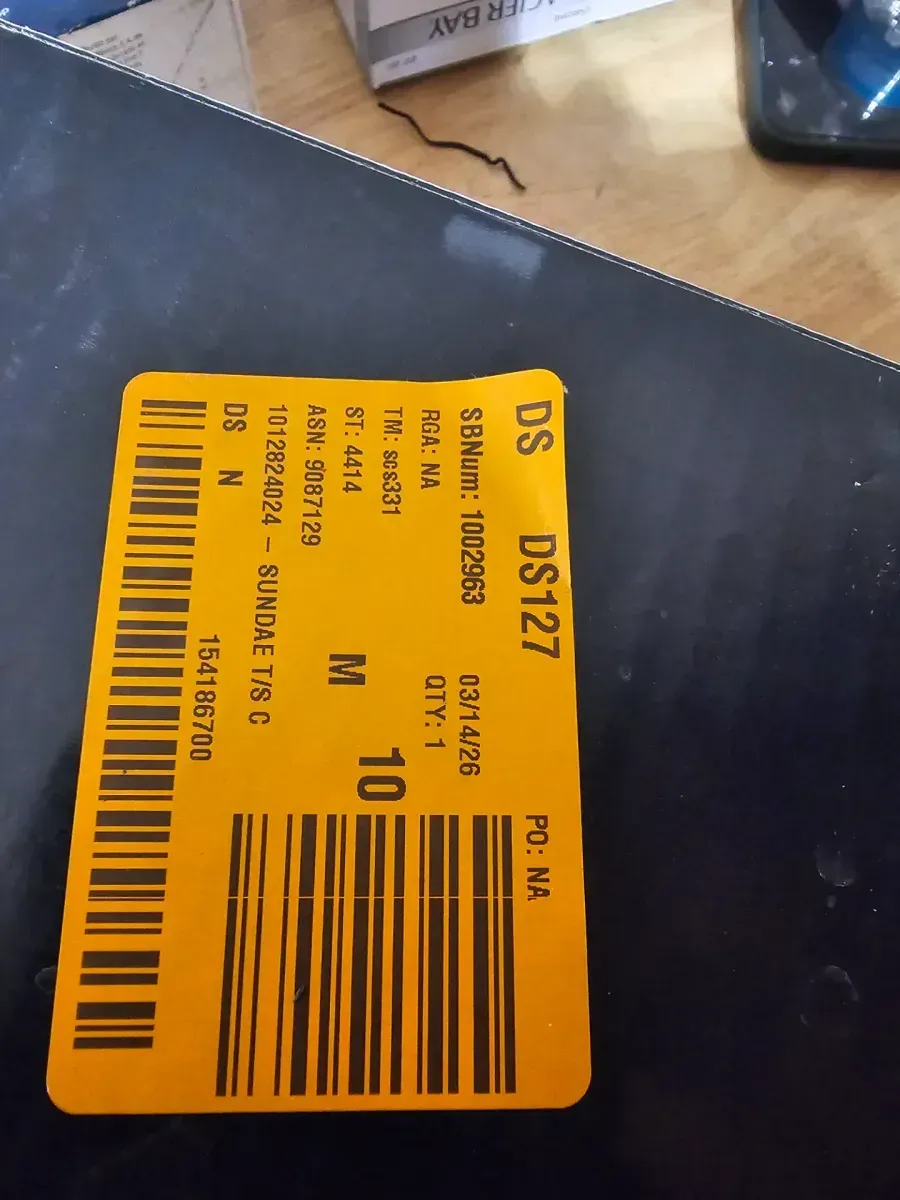 DS DS127 PO: NA
SBNum: 1002963 03/14/26
RGA: NA QTY: 1
TM: scs331 10
ST: 4414 M
ASN: 9087129
1012824024 - SUNDAE T/S C
DS N
154186700
ACIER BAY